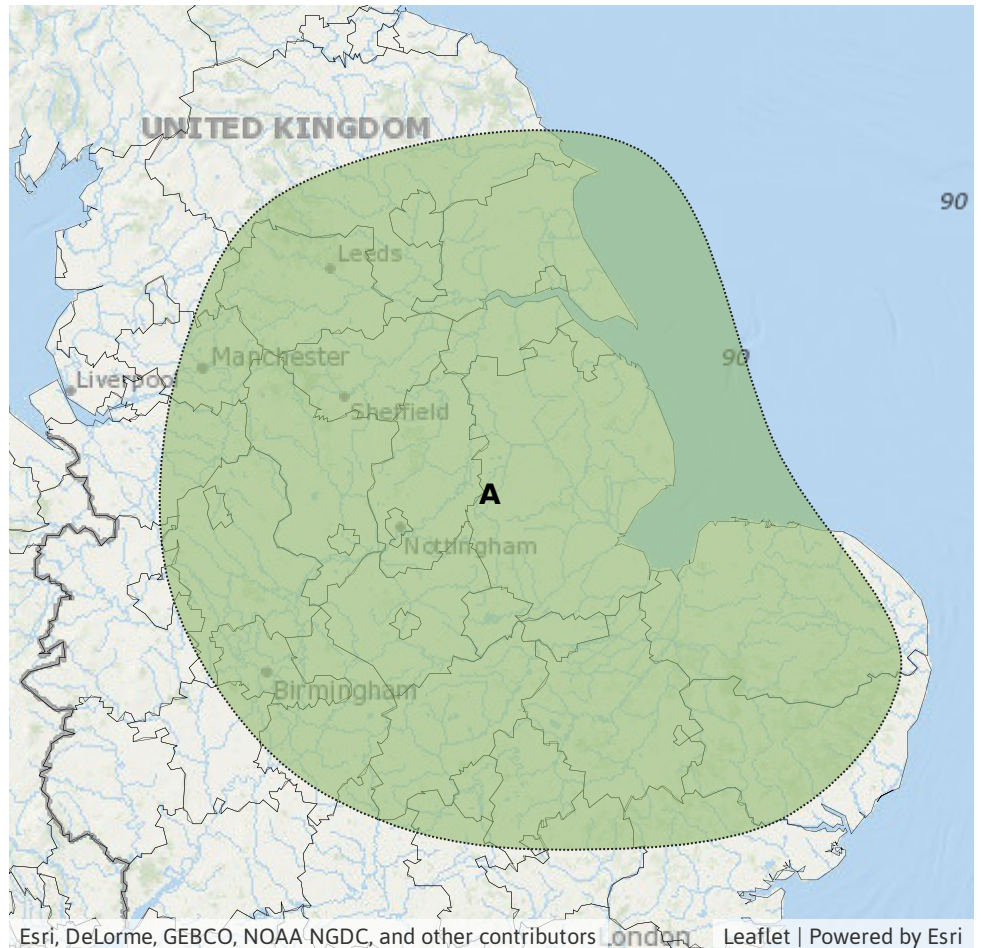 UNITED KINGDOM
90
Leeds
Manchester
90
Liverpool
Sheffield
A
Nottingham
Birmingham
London
Esri, DeLorme, GEBCO, NOAA NGDC, and other contributors
Leaflet | Powered by Esri